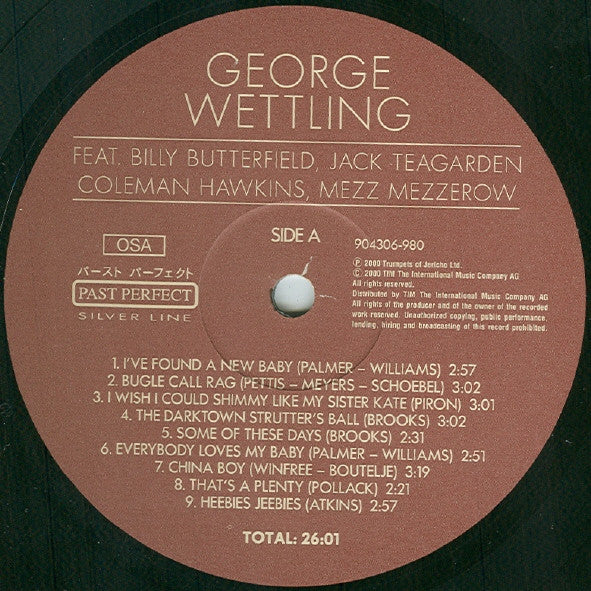 GEORGE
WETTLING
FEAT. BILLY BUTTERFIELD, JACK TEAGARDEN
COLEMAN HAWKINS, MEZZ MEZZEROW
SIDE A
OSA
パースト パーフェクト
PAST PERFECT
SILVER LINE
904306-980
Ⓟ 2000 Trumpets of Jericho Ltd.
© 2000 TIM The International Music Company AG
All rights reserved.
Distributed by TIM The International Music Company AG
All rights of the producer and of the owner of the recorded
work reserved. Unauthorized copying, public performance,
lending, hiring and broadcasting of this record prohibited.
1. I'VE FOUND A NEW BABY (PALMER – WILLIAMS) 2:57
2. BUGLE CALL RAG (PETTIS – MEYERS – SCHOEBEL) 3:02
3. I WISH I COULD SHIMMY LIKE MY SISTER KATE (PIRON) 3:01
4. THE DARKTOWN STRUTTER'S BALL (BROOKS) 3:02
5. SOME OF THESE DAYS (BROOKS) 2:31
6. EVERYBODY LOVES MY BABY (PALMER – WILLIAMS) 2:51
7. CHINA BOY (WINFREE – BOUTELJE) 3:19
8. THAT'S A PLENTY (POLLACK) 2:21
9. HEEBIES JEEBIES (ATKINS) 2:57
TOTAL: 26:01